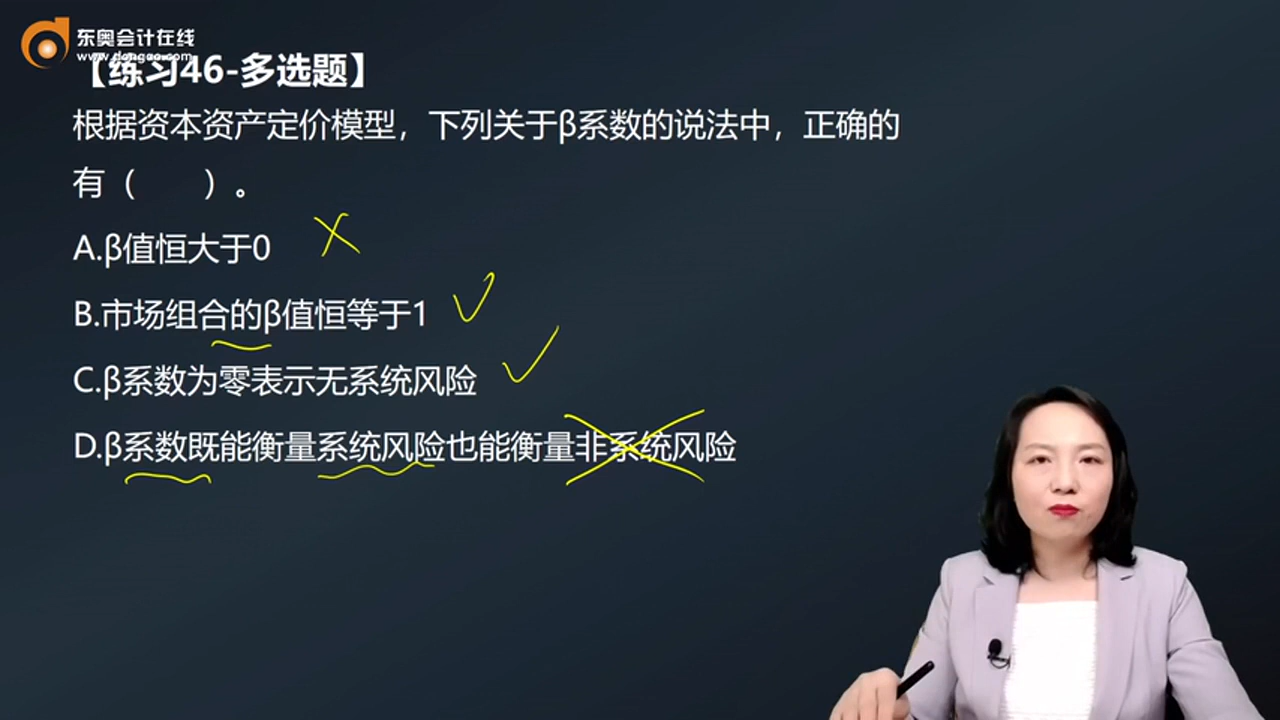 东奥会计在线
www.dongao.com
【练习46-多选题】
根据资本资产定价模型，下列关于β系数的说法中，正确的
有（　　）。
A.β值恒大于0
B.市场组合的β值恒等于1
C.β系数为零表示无系统风险
D.β系数既能衡量系统风险也能衡量非系统风险